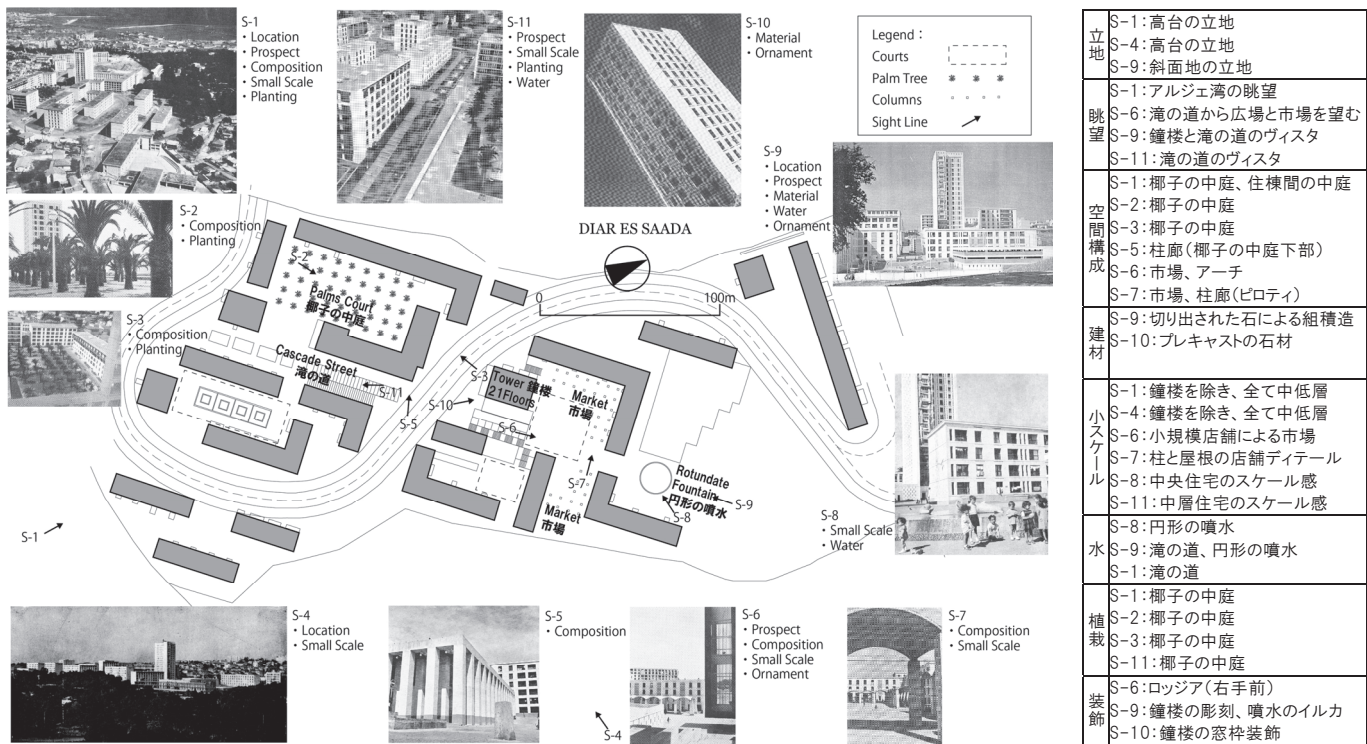 S-1
・Location
・Prospect
・Composition
・Small Scale
・Planting
S-11
・Prospect
・Small Scale
・Planting
・Water
S-10
・Material
・Ornament
Legend :
Courts
Palm Tree
Columns
Sight Line
S-9
・Location
・Prospect
・Material
・Water
・Ornament
S-2
・Composition
・Planting
S-3
・Composition
・Planting
DIAR ES SAADA
0
100m
S-2
Palms Court
椰子の中庭
Cascade Street
滝の道
S-11
S-5
S-3
S-10
Tower 鐘楼
21Floors
S-6
Market
市場
S-7
Market
市場
Rotundate
Fountain
円形の噴水
S-9
S-8
S-1
S-8
・Small Scale
・Water
S-4
・Location
・Small Scale
S-5
・Composition
S-4
S-6
・Prospect
・Composition
・Small Scale
・Ornament
S-7
・Composition
・Small Scale
立地
S-1:高台の立地
S-4:高台の立地
S-9:斜面地の立地
眺望
S-1:アルジェ湾の眺望
S-6:滝の道から広場と市場を望む
S-9:鐘楼と滝の道のヴィスタ
S-11:滝の道のヴィスタ
空間構成
S-1:椰子の中庭、住棟間の中庭
S-2:椰子の中庭
S-3:椰子の中庭
S-5:柱廊(椰子の中庭下部)
S-6:市場、アーチ
S-7:市場、柱廊(ピロティ)
建材
S-9:切り出された石による組積造
S-10:プレキャストの石材
小スケール
S-1:鐘楼を除き、全て中低層
S-4:鐘楼を除き、全て中低層
S-6:小規模店舗による市場
S-7:柱と屋根の店舗ディテール
S-8:中央住宅のスケール感
S-11:中層住宅のスケール感
水
S-8:円形の噴水
S-9:滝の道、円形の噴水
S-1:滝の道
植栽
S-1:椰子の中庭
S-2:椰子の中庭
S-3:椰子の中庭
S-11:椰子の中庭
装飾
S-6:ロッジア(右手前)
S-9:鐘楼の彫刻、噴水のイルカ
S-10:鐘楼の窓枠装飾